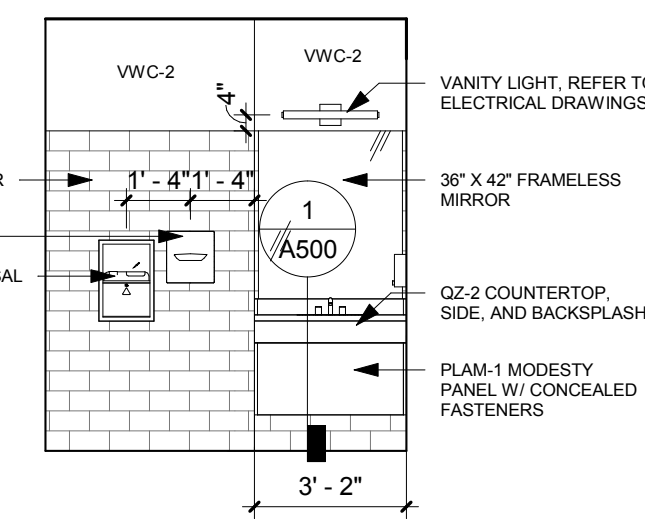 VWC-2
VWC-2
4"
VANITY LIGHT, REFER TO
ELECTRICAL DRAWINGS
1' - 4" 1' - 4"
36" X 42" FRAMELESS
MIRROR
1
A500
QZ-2 COUNTERTOP,
SIDE, AND BACKSPLASH
PLAM-1 MODESTY
PANEL W/ CONCEALED
FASTENERS
3' - 2"